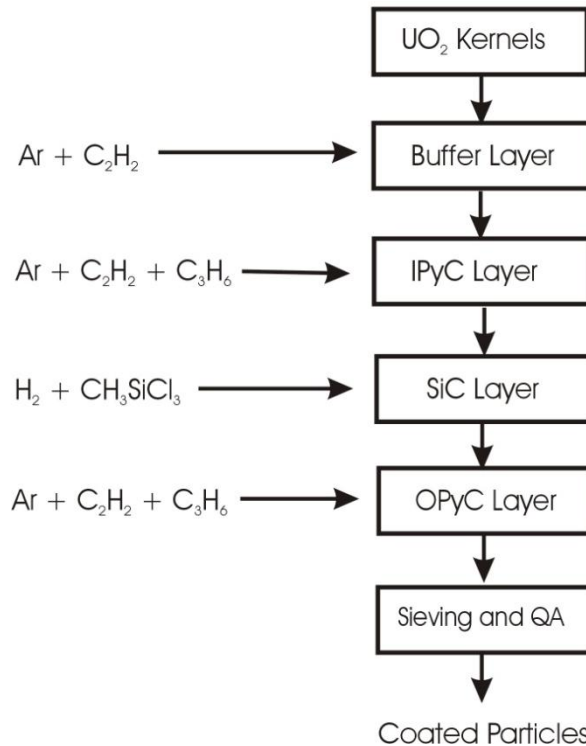 UO₂ Kernels
Ar + C₂H₂
Buffer Layer
Ar + C₂H₂ + C₃H₆
IPyC Layer
H₂ + CH₃SiCl₃
SiC Layer
Ar + C₂H₂ + C₃H₆
OPyC Layer
Sieving and QA
Coated Particles